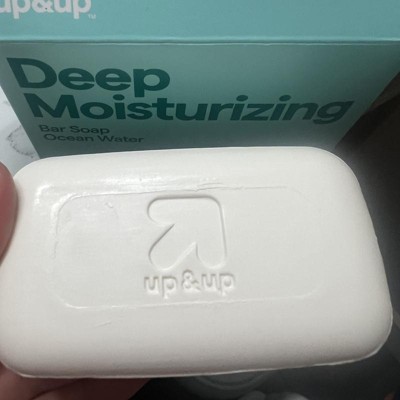 up&up
Deep
Moisturizing
Bar Soap
Ocean Water
up&up